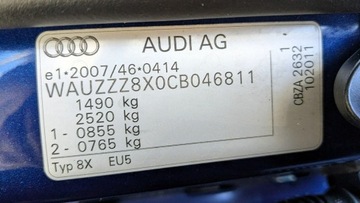 AUDI AG
e1*2007/46*0414
WAUZZZ8X0CB046811
1490 kg
2520 kg
1- 0855 kg
2- 0765 kg
Typ 8X EU5
1
CBZA 2632
102011